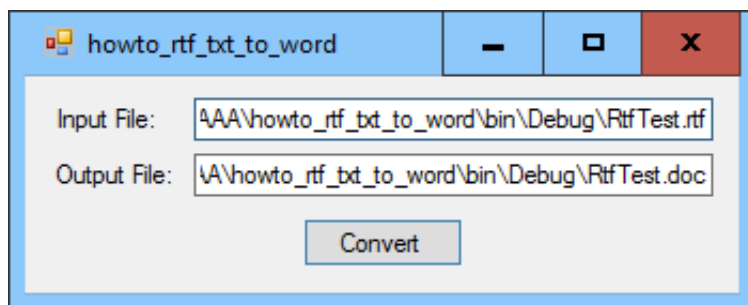 howto_rtf_txt_to_word
Input File: AAA\howto_rtf_txt_to_word\bin\Debug\RtfTest.rtf
Output File: \A\howto_rtf_txt_to_word\bin\Debug\RtfTest.doc
Convert